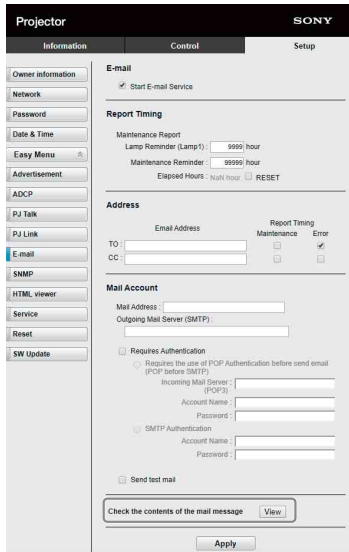 Projector SONY
Information Control Setup
Owner information
Network
Password
Date & Time
Easy Menu
Advertisement
ADCP
PJ Talk
PJ Link
E-mail
SNMP
HTML viewer
Service
Reset
SW Update
E-mail
Start E-mail Service
Report Timing
Maintenance Report
Lamp Reminder (Lamp1) : 9999 hour
Maintenance Reminder : 99999 hour
Elapsed Hours : NaN hour RESET
Address
Report Timing
Email Address Maintenance Error
TO :
CC :
Mail Account
Mail Address :
Outgoing Mail Server (SMTP) :
Requires Authentication
Requires the use of POP Authentication before send email
(POP before SMTP)
Incoming Mail Server :
(POP3)
Account Name :
Password :
SMTP Authentication
Account Name :
Password :
Send test mail
Check the contents of the mail message View
Apply